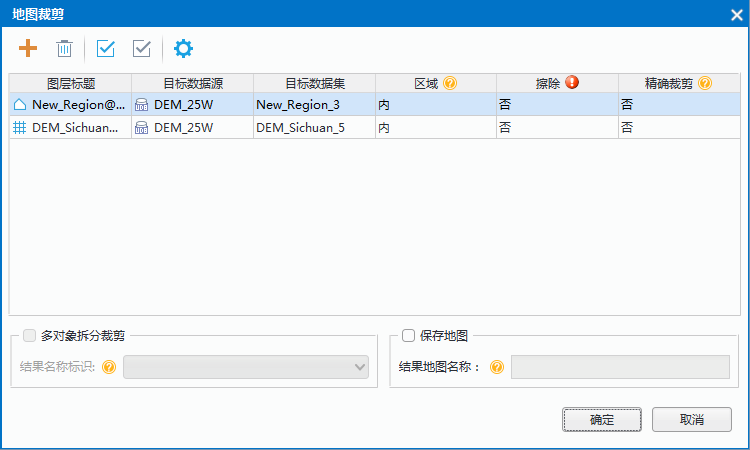 地图裁剪
图层标题 目标数据源 目标数据集 区域 擦除 精确裁剪
New_Region@... DEM_25W New_Region_3 内 否 否
DEM_Sichuan... DEM_25W DEM_Sichuan_5 内 否 否
多对象拆分裁剪 保存地图
结果名称标识: 结果地图名称：
确定 取消